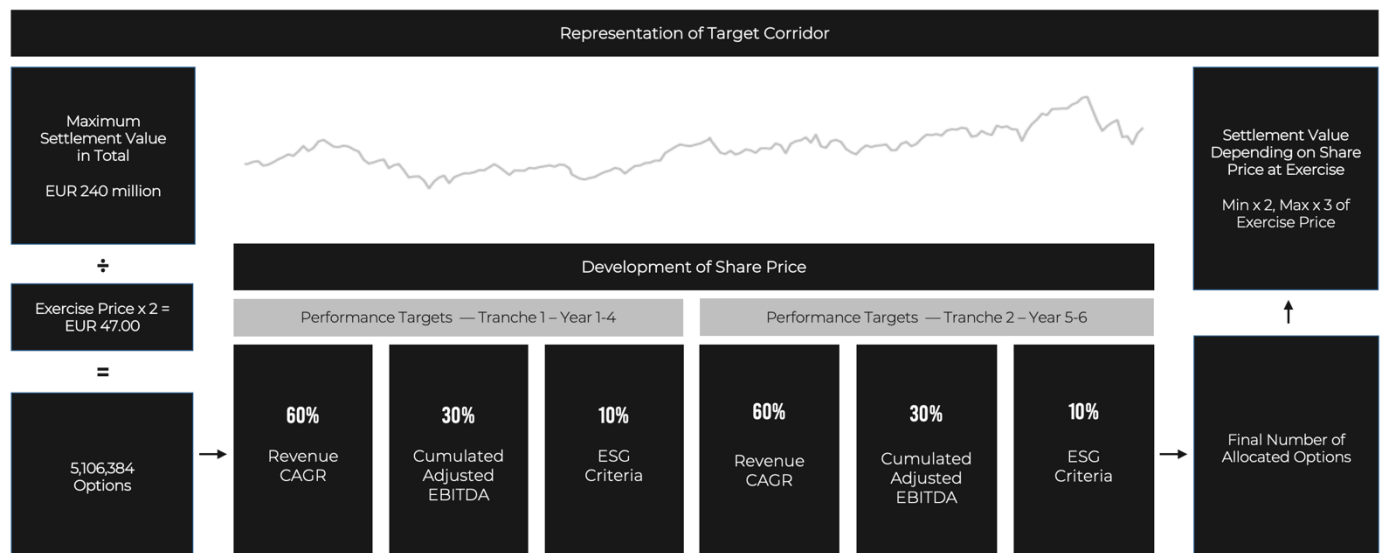 Representation of Target Corridor
Maximum
Settlement Value
in Total
EUR 240 million
÷
Exercise Price x 2 =
EUR 47.00
=
5,106,384
Options
Development of Share Price
Performance Targets — Tranche 1 – Year 1-4
60%
Revenue
CAGR
30%
Cumulated
Adjusted
EBITDA
10%
ESG
Criteria
Performance Targets — Tranche 2 – Year 5-6
60%
Revenue
CAGR
30%
Cumulated
Adjusted
EBITDA
10%
ESG
Criteria
Settlement Value
Depending on Share
Price at Exercise
Min x 2, Max x 3 of
Exercise Price
Final Number of
Allocated Options